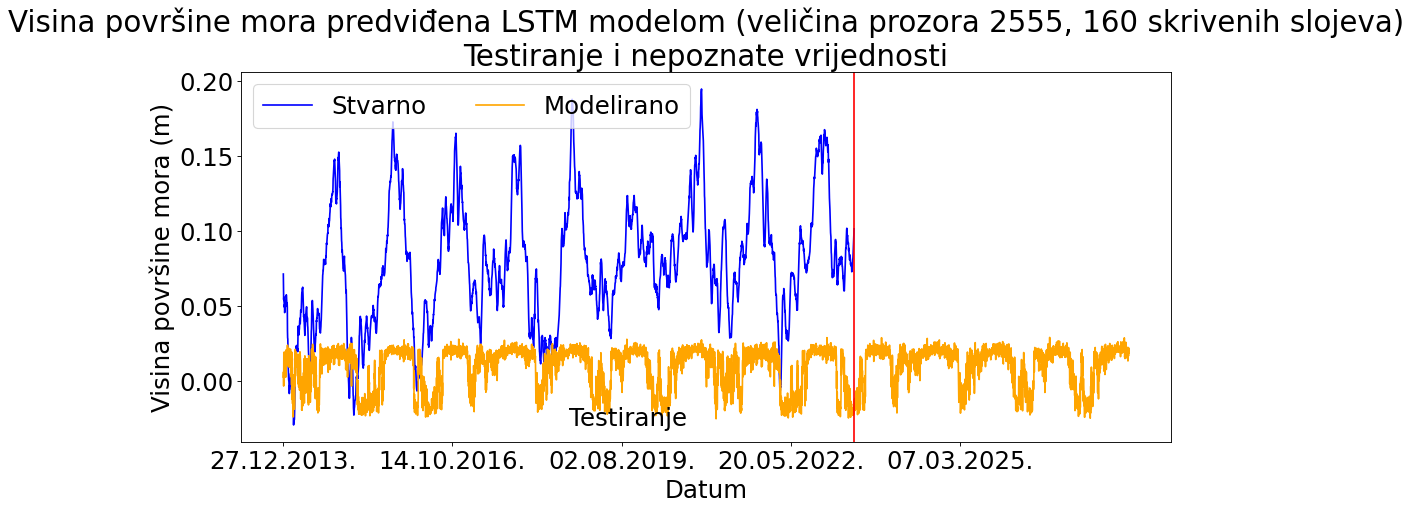 Visina površine mora predviđena LSTM modelom (veličina prozora 2555, 160 skrivenih slojeva)
Testiranje i nepoznate vrijednosti
Stvarno Modelirano
Visina površine mora (m)
0.20
0.15
0.10
0.05
0.00
Testiranje
27.12.2013. 14.10.2016. 02.08.2019. 20.05.2022. 07.03.2025.
Datum